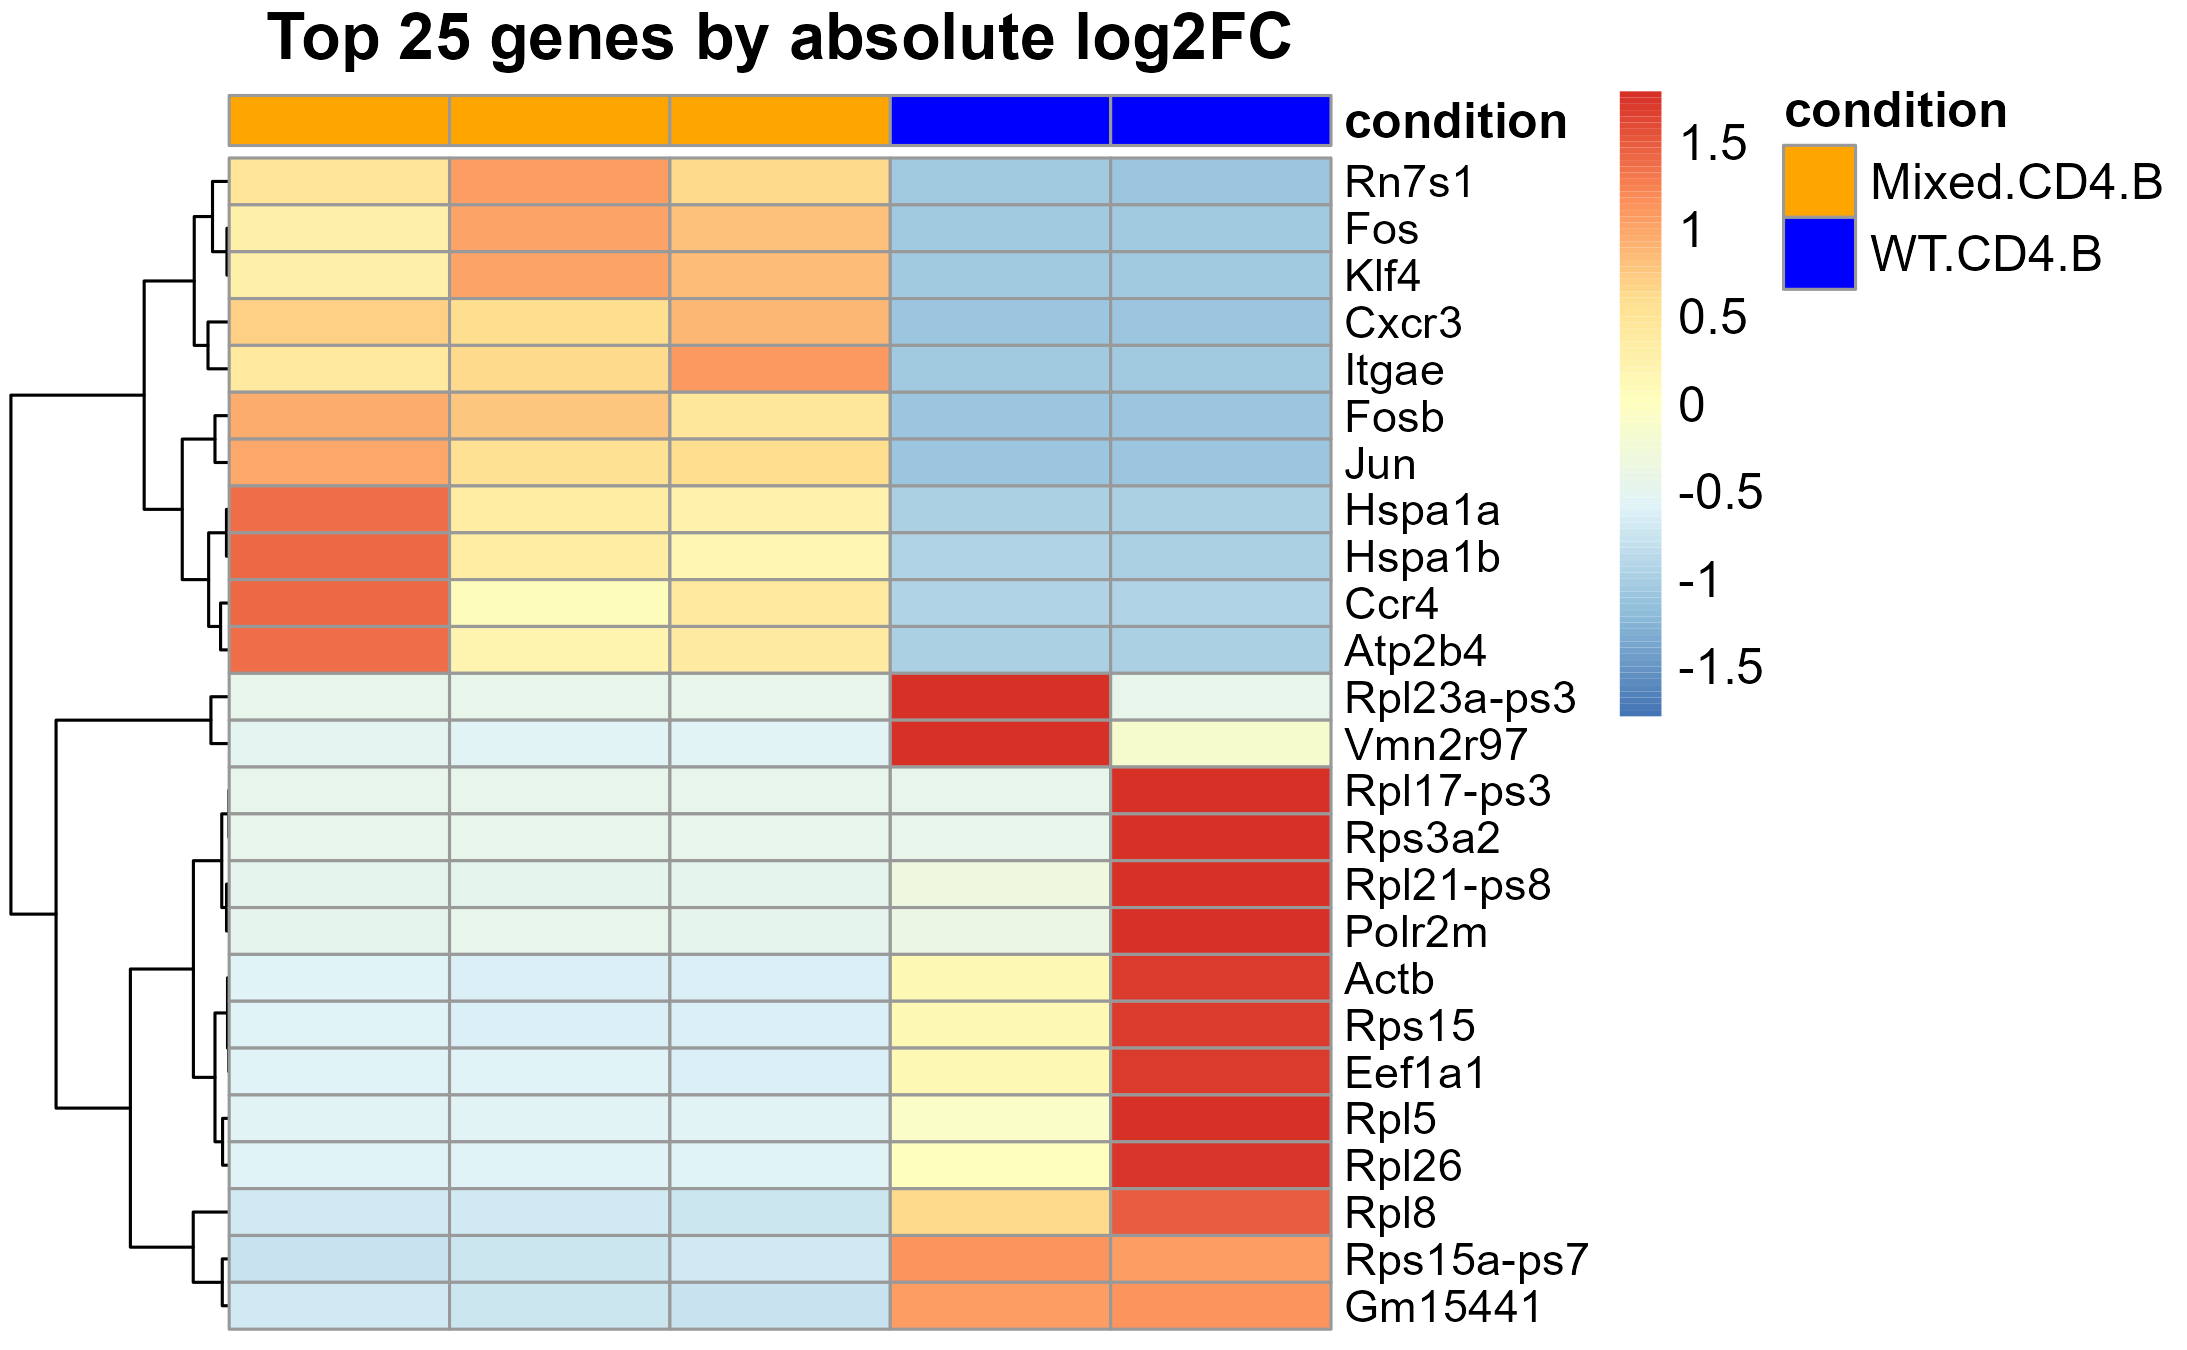 Top 25 genes by absolute log2FC
condition
Rn7s1
Fos
Klf4
Cxcr3
Itgae
Fosb
Jun
Hspa1a
Hspa1b
Ccr4
Atp2b4
Rpl23a-ps3
Vmn2r97
Rpl17-ps3
Rps3a2
Rpl21-ps8
Polr2m
Actb
Rps15
Eef1a1
Rpl5
Rpl26
Rpl8
Rps15a-ps7
Gm15441
1.5
1
0.5
0
-0.5
-1
-1.5
condition
Mixed.CD4.B
WT.CD4.B